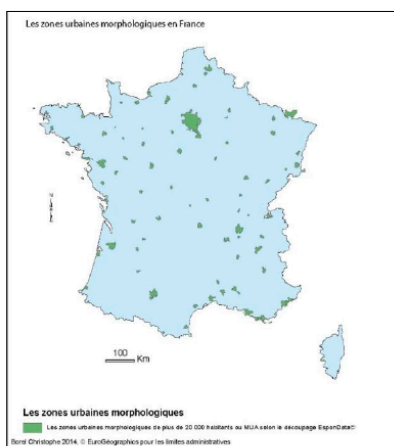 Les zones urbaines morphologiques en France
100
Km
Les zones urbaines morphologiques
Les zones urbaines morphologiques de plus de 20 000 habitants ou MUA selon le découpage EsponData©
Borel Christophe 2014, © EuroGéographics pour les limites administratives